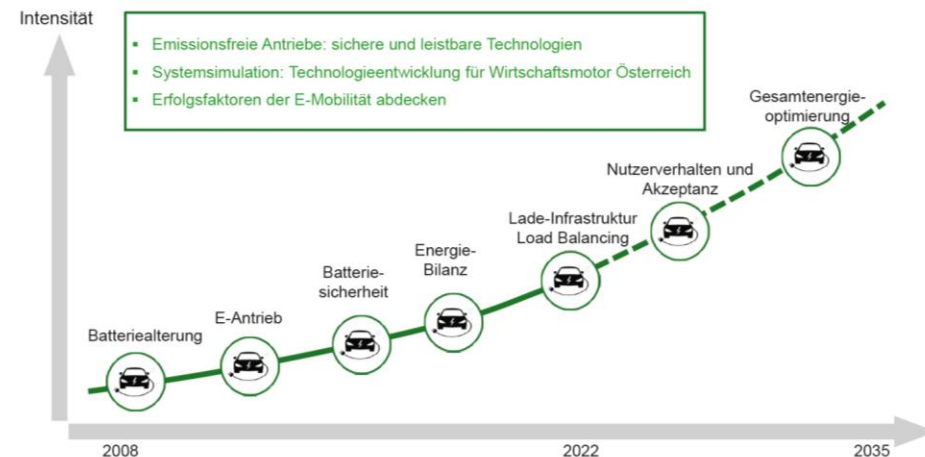 Intensität
▪ Emissionsfreie Antriebe: sichere und leistbare Technologien
▪ Systemsimulation: Technologieentwicklung für Wirtschaftsmotor Österreich
▪ Erfolgsfaktoren der E-Mobilität abdecken
Gesamtenergie-
optimierung
Nutzerverhalten und
Akzeptanz
Lade-Infrastruktur
Load Balancing
Energie-
Bilanz
Batterie-
sicherheit
E-Antrieb
Batteriealterung
2008
2022
2035